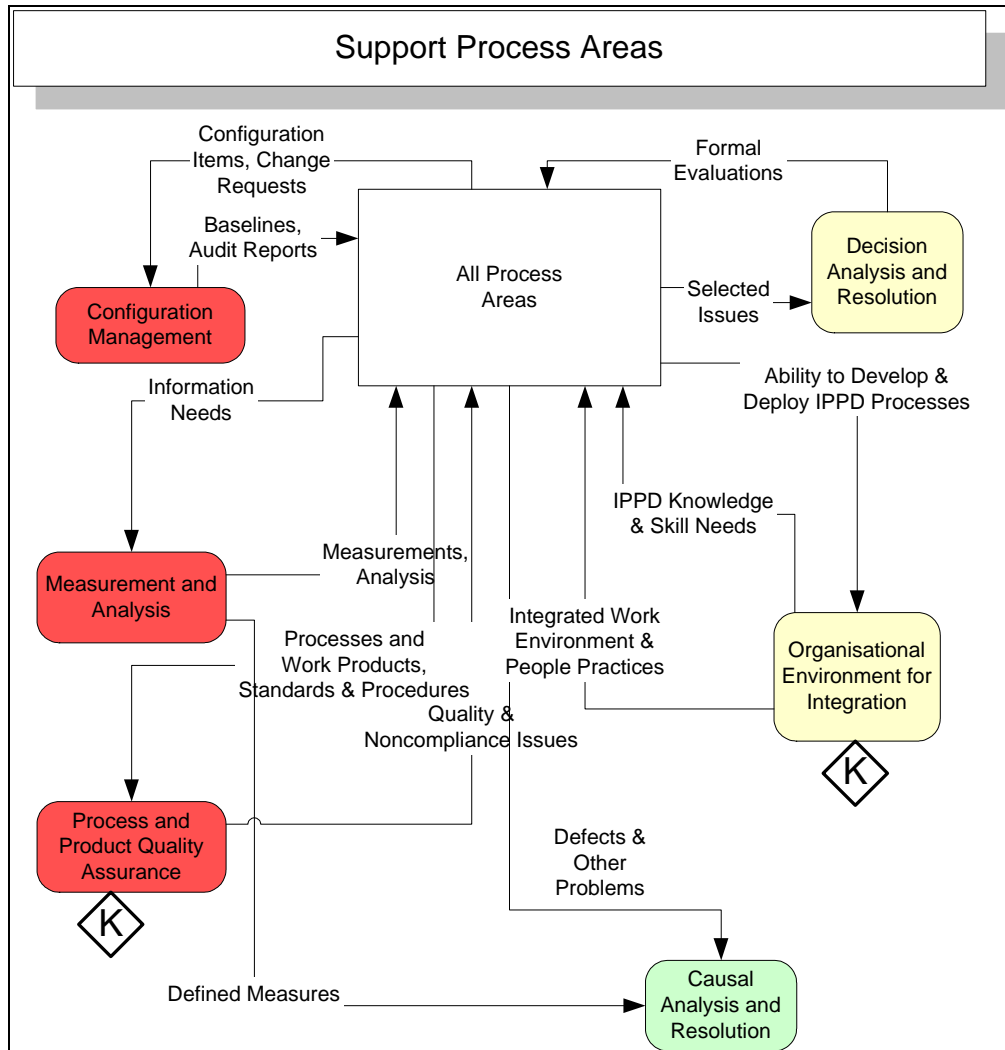 Support Process Areas
Configuration
Items, Change
Requests
Formal
Evaluations
Baselines,
Audit Reports
All Process
Areas
Decision
Analysis and
Resolution
Selected
Issues
Configuration
Management
Information
Needs
Ability to Develop &
Deploy IPPD Processes
IPPD Knowledge
& Skill Needs
Measurements,
Analysis
Measurement and
Analysis
Integrated Work
Environment &
People Practices
Processes and
Work Products,
Standards & Procedures
Organisational
Environment for
Integration
Quality &
Noncompliance Issues
K
Process and
Product Quality
Assurance
K
Defects &
Other
Problems
Defined Measures
Causal
Analysis and
Resolution